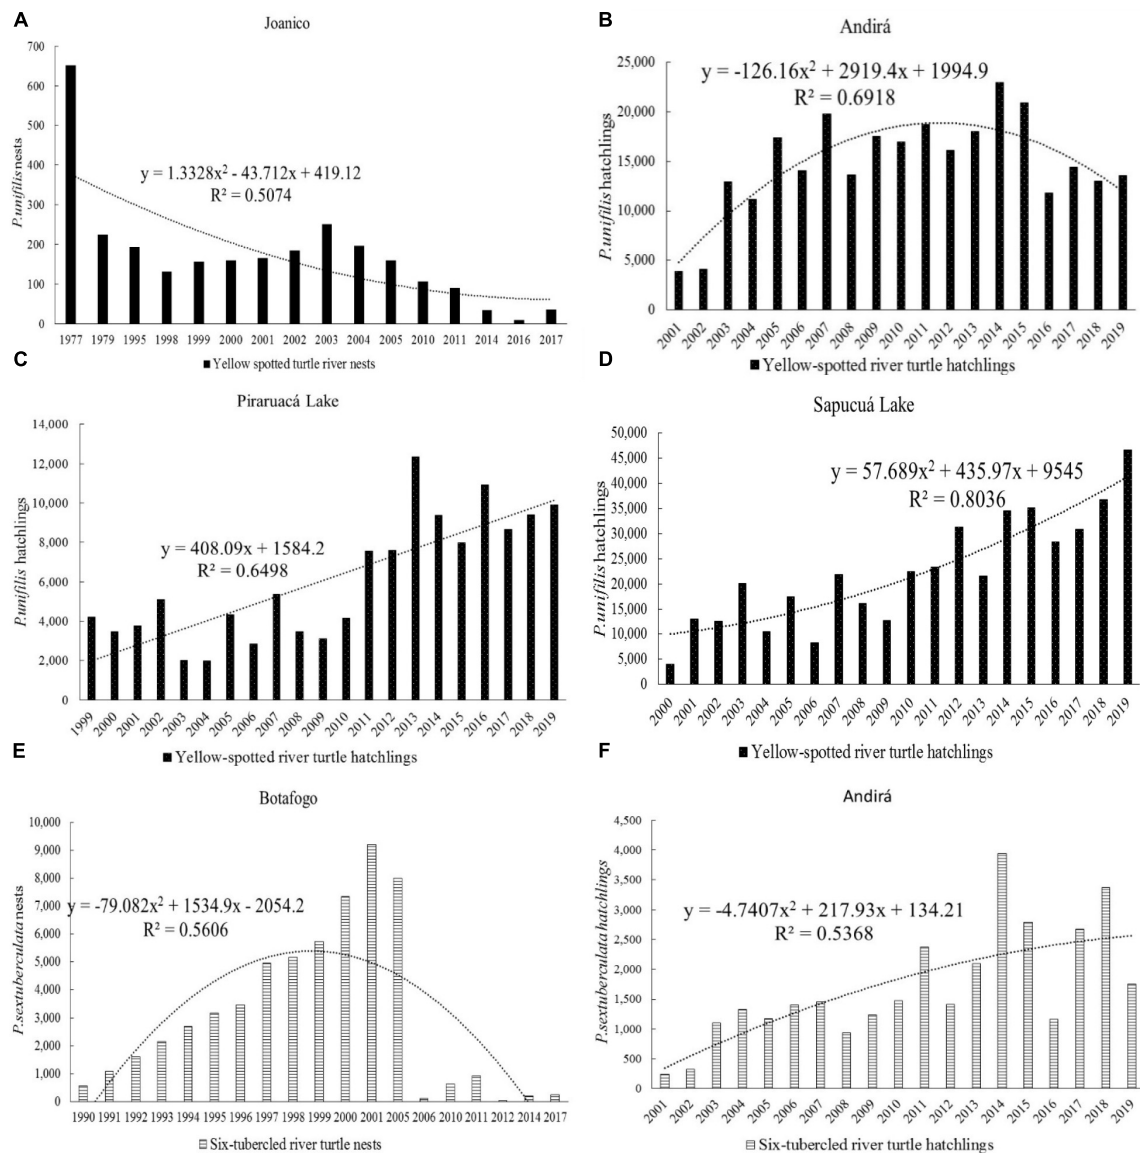 A
Joanico
700
600
500
400
300
200
100
0
P.unifilis nests
y = 1.3328x² - 43.712x + 419.12
R² = 0.5074
1977 1979 1995 1998 1999 2000 2001 2002 2003 2004 2005 2010 2011 2014 2016 2017
■ Yellow spotted turtle river nests
B
Andirá
25,000
20,000
15,000
10,000
5,000
0
P.unifilis hatchlings
y = -126.16x² + 2919.4x + 1994.9
R² = 0.6918
2001 2002 2003 2004 2005 2006 2007 2008 2009 2010 2011 2012 2013 2014 2015 2016 2017 2018 2019
■ Yellow-spotted river turtle hatchlings
C
Piraruacá Lake
14,000
12,000
10,000
8,000
6,000
4,000
2,000
0
P.unifilis hatchlings
y = 408.09x + 1584.2
R² = 0.6498
1999 2000 2001 2002 2003 2004 2005 2006 2007 2008 2009 2010 2011 2012 2013 2014 2015 2016 2017 2018 2019
■ Yellow-spotted river turtle hatchlings
D
Sapucuá Lake
50,000
45,000
40,000
35,000
30,000
25,000
20,000
15,000
10,000
5,000
0
P.unifilis hatchlings
y = 57.689x² + 435.97x + 9545
R² = 0.8036
2000 2001 2002 2003 2004 2005 2006 2007 2008 2009 2010 2011 2012 2013 2014 2015 2016 2017 2018 2019
■ Yellow-spotted river turtle hatchlings
E
Botafogo
10,000
9,000
8,000
7,000
6,000
5,000
4,000
3,000
2,000
1,000
0
P.sextuberculata nests
y = -79.082x² + 1534.9x - 2054.2
R² = 0.5606
1990 1991 1992 1993 1994 1995 1996 1997 1998 1999 2000 2001 2005 2006 2010 2011 2012 2014 2017
Six-tubercled river turtle nests
F
Andirá
4,500
4,000
3,500
3,000
2,500
2,000
1,500
1,000
500
0
P.sextuberculata hatchlings
y = -4.7407x² + 217.93x + 134.21
R² = 0.5368
2001 2002 2003 2004 2005 2006 2007 2008 2009 2010 2011 2012 2013 2014 2015 2016 2017 2018 2019
Six-tubercled river turtle hatchlings